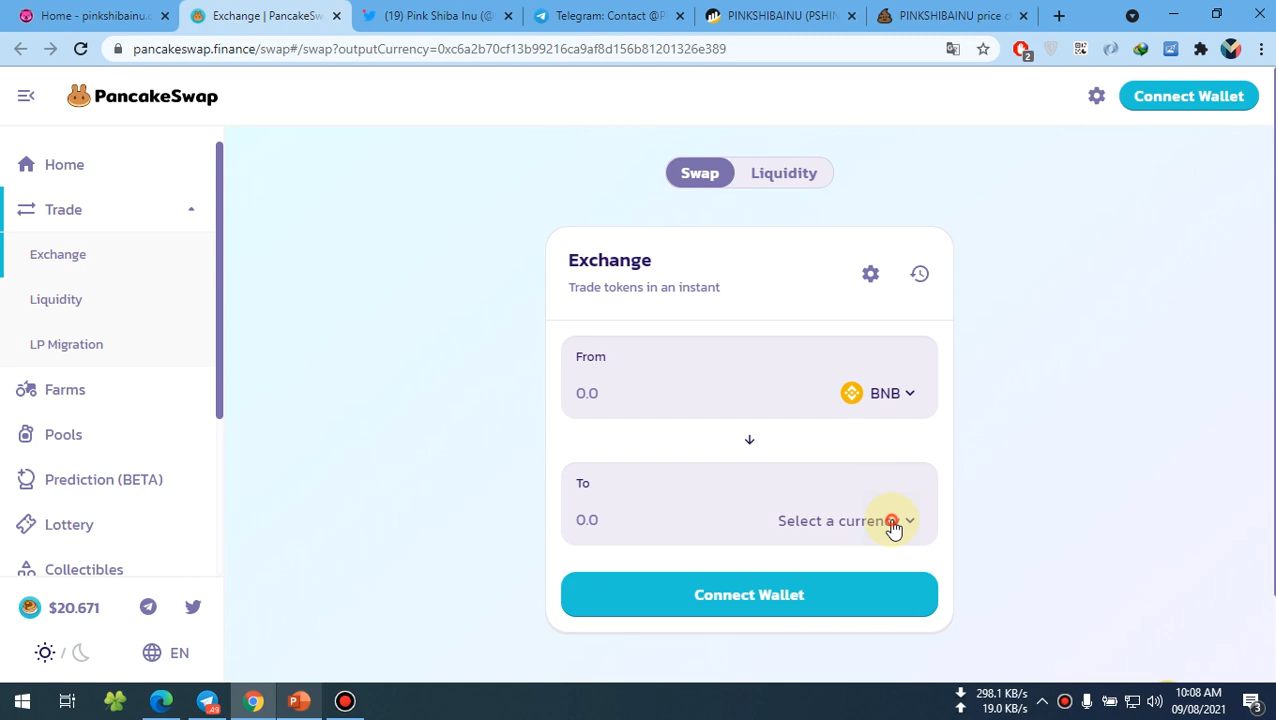 Home - pinkshibainu.c
Exchange | PancakeSw
(19) Pink Shiba Inu (@
Telegram: Contact @P
PINKSHIBAINU (PSHIN
PINKSHIBAINU price c
pancakeswap.finance/swap#/swap?outputCurrency=0xc6a2b70cf13b99216ca9af8d156b81201326e389
2
PancakeSwap
Connect Wallet
Home
Trade
Exchange
Liquidity
LP Migration
Farms
Pools
Prediction (BETA)
Lottery
Collectibles
$20.671
/
EN
Swap
Liquidity
Exchange
Trade tokens in an instant
From
0.0
BNB
To
0.0
Select a curren
Connect Wallet
49
298.1 KB/s
19.0 KB/s
10:08 AM
09/08/2021
3